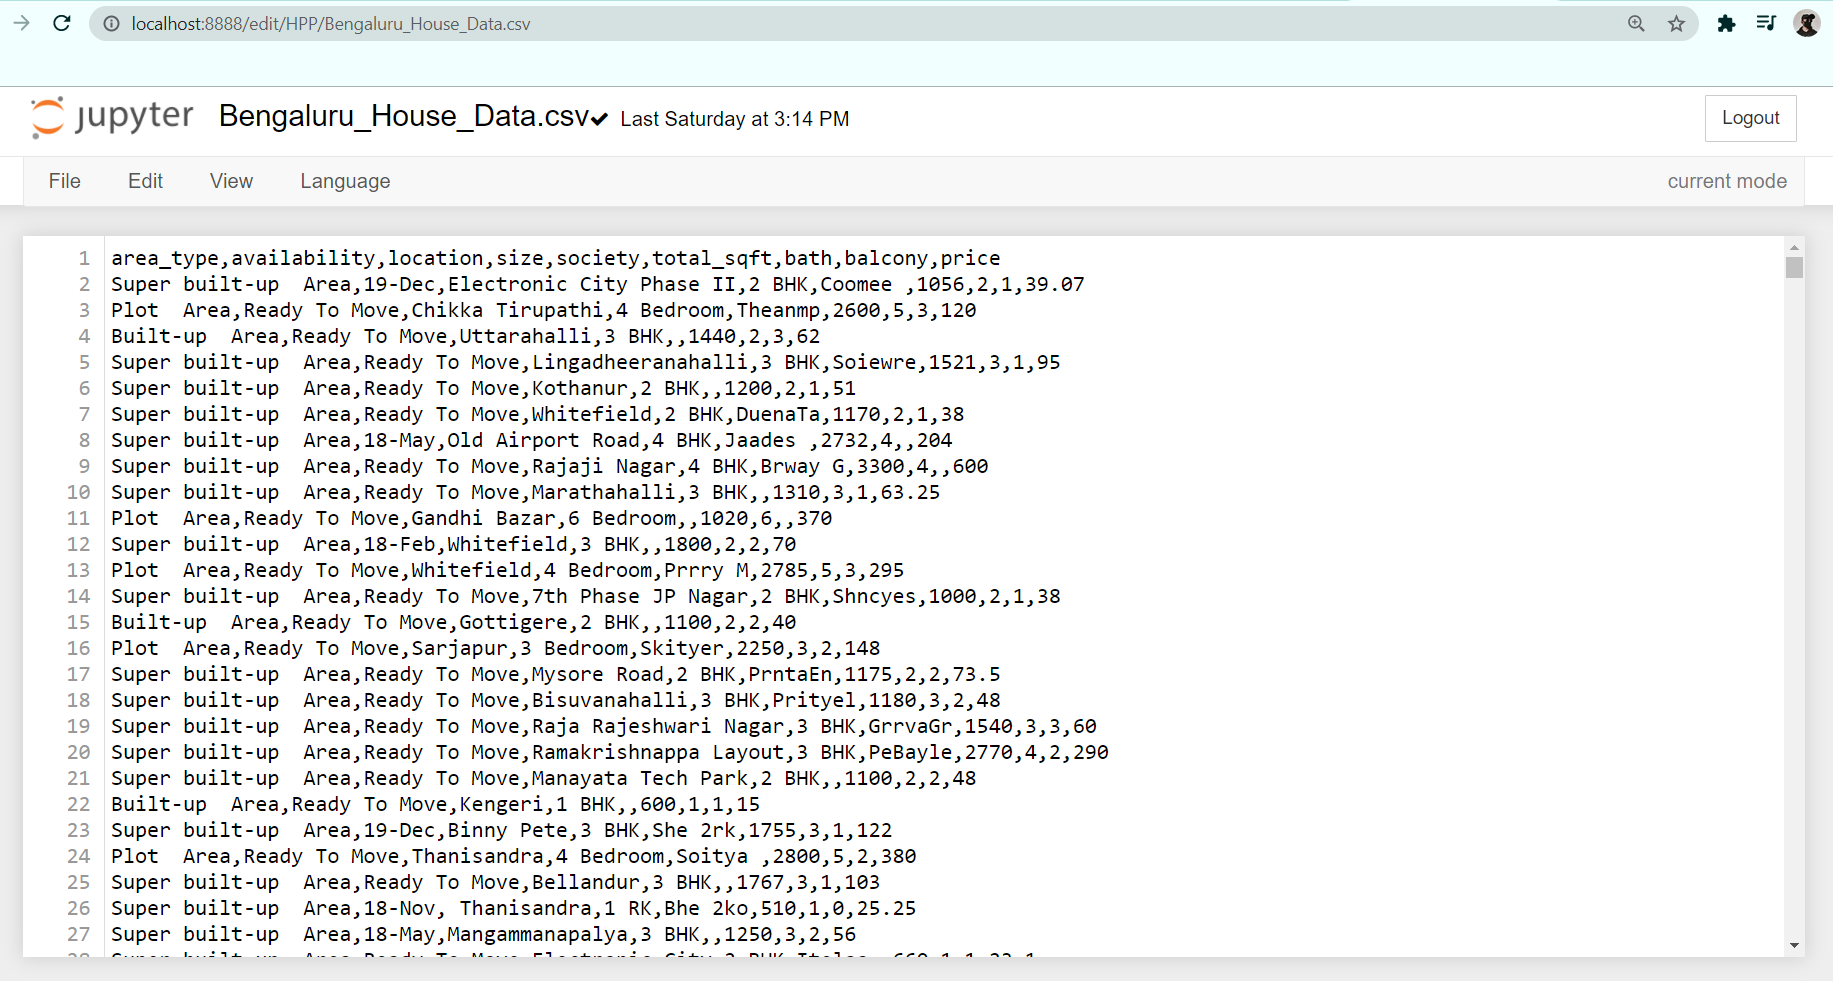 localhost:8888/edit/HPP/Bengaluru_House_Data.csv
jupyter Bengaluru_House_Data.csv Last Saturday at 3:14 PM Logout
File Edit View Language current mode
1 area_type,availability,location,size,society,total_sqft,bath,balcony,price
2 Super built-up  Area,19-Dec,Electronic City Phase II,2 BHK,Coomee ,1056,2,1,39.07
3 Plot  Area,Ready To Move,Chikka Tirupathi,4 Bedroom,Theanmp,2600,5,3,120
4 Built-up  Area,Ready To Move,Uttarahalli,3 BHK,,1440,2,3,62
5 Super built-up  Area,Ready To Move,Lingadheeranahalli,3 BHK,Soiewre,1521,3,1,95
6 Super built-up  Area,Ready To Move,Kothanur,2 BHK,,1200,2,1,51
7 Super built-up  Area,Ready To Move,Whitefield,2 BHK,DuenaTa,1170,2,1,38
8 Super built-up  Area,18-May,Old Airport Road,4 BHK,Jaades ,2732,4,,204
9 Super built-up  Area,Ready To Move,Rajaji Nagar,4 BHK,Brway G,3300,4,,600
10 Super built-up  Area,Ready To Move,Marathahalli,3 BHK,,1310,3,1,63.25
11 Plot  Area,Ready To Move,Gandhi Bazar,6 Bedroom,,1020,6,,370
12 Super built-up  Area,18-Feb,Whitefield,3 BHK,,1800,2,2,70
13 Plot  Area,Ready To Move,Whitefield,4 Bedroom,Prrry M,2785,5,3,295
14 Super built-up  Area,Ready To Move,7th Phase JP Nagar,2 BHK,Shncyes,1000,2,1,38
15 Built-up  Area,Ready To Move,Gottigere,2 BHK,,1100,2,2,40
16 Plot  Area,Ready To Move,Sarjapur,3 Bedroom,Skityer,2250,3,2,148
17 Super built-up  Area,Ready To Move,Mysore Road,2 BHK,PrntaEn,1175,2,2,73.5
18 Super built-up  Area,Ready To Move,Bisuvanahalli,3 BHK,Prityel,1180,3,2,48
19 Super built-up  Area,Ready To Move,Raja Rajeshwari Nagar,3 BHK,GrrvaGr,1540,3,3,60
20 Super built-up  Area,Ready To Move,Ramakrishnappa Layout,3 BHK,PeBayle,2770,4,2,290
21 Super built-up  Area,Ready To Move,Manayata Tech Park,2 BHK,,1100,2,2,48
22 Built-up  Area,Ready To Move,Kengeri,1 BHK,,600,1,1,15
23 Super built-up  Area,19-Dec,Binny Pete,3 BHK,She 2rk,1755,3,1,122
24 Plot  Area,Ready To Move,Thanisandra,4 Bedroom,Soitya ,2800,5,2,380
25 Super built-up  Area,Ready To Move,Bellandur,3 BHK,,1767,3,1,103
26 Super built-up  Area,18-Nov, Thanisandra,1 RK,Bhe 2ko,510,1,0,25.25
27 Super built-up  Area,18-May,Mangammanapalya,3 BHK,,1250,3,2,56